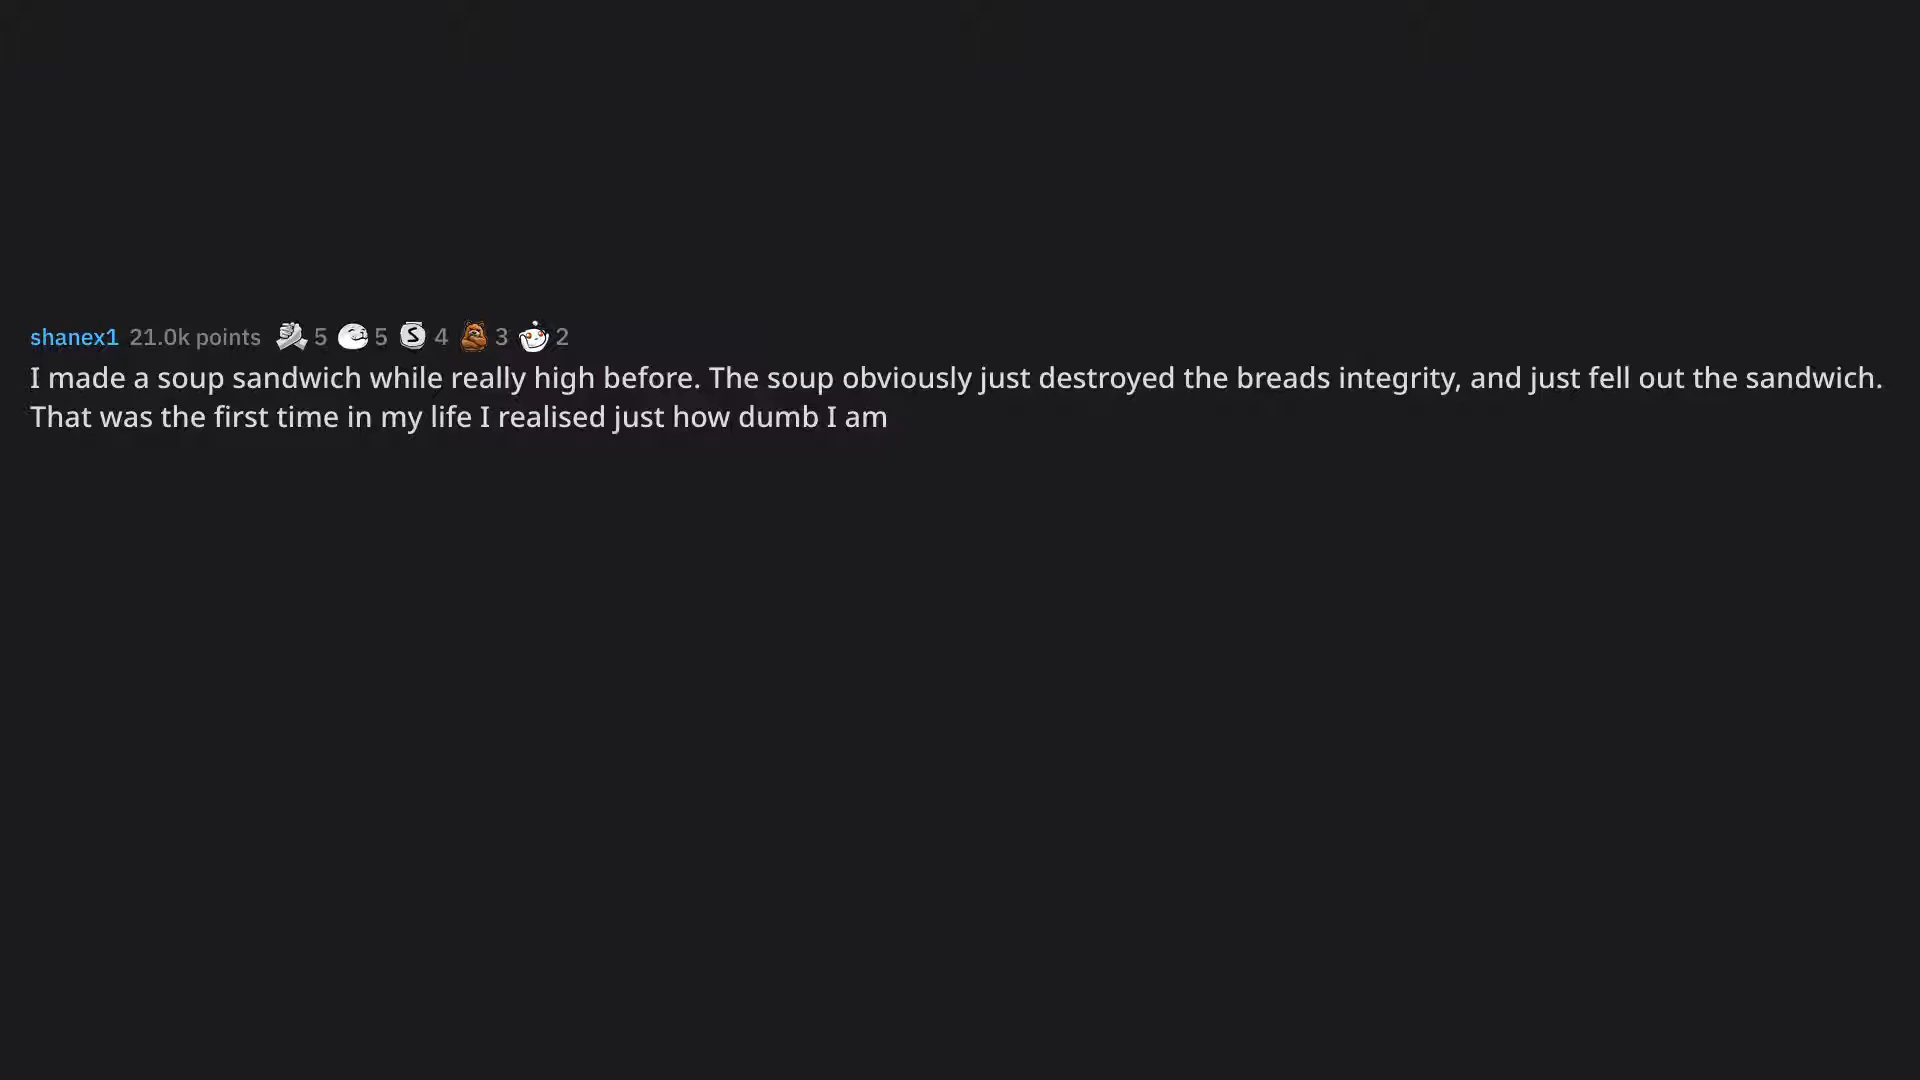 shanex1 21.0k points 5 5 S 4 3 2
I made a soup sandwich while really high before. The soup obviously just destroyed the breads integrity, and just fell out the sandwich.
That was the first time in my life I realised just how dumb I am